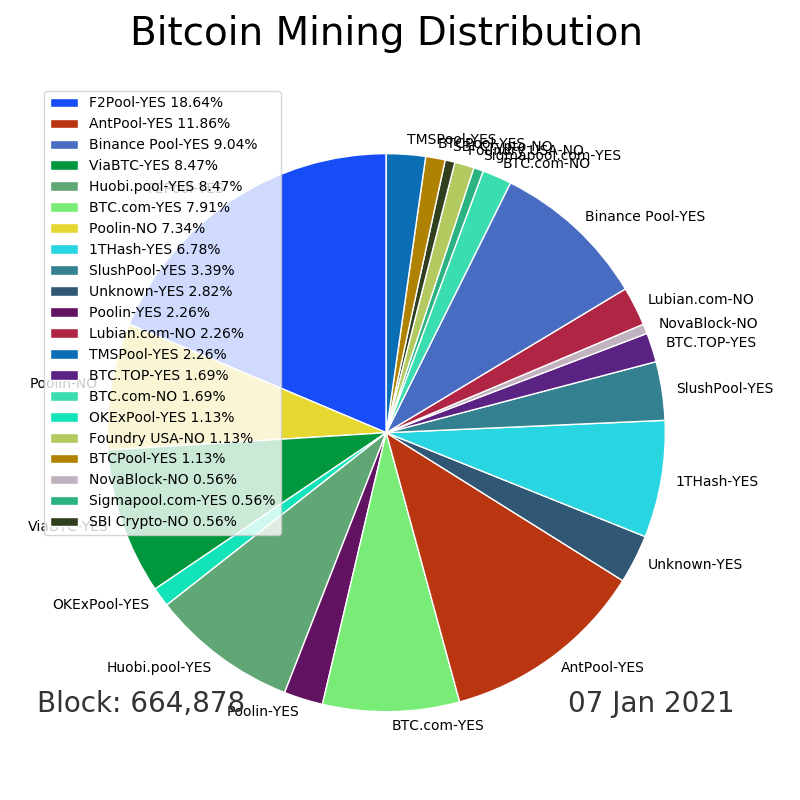 Bitcoin Mining Distribution
F2Pool-YES 18.64%
AntPool-YES 11.86%
Binance Pool-YES 9.04%
ViaBTC-YES 8.47%
Huobi.pool-YES 8.47%
BTC.com-YES 7.91%
Poolin-NO 7.34%
1THash-YES 6.78%
SlushPool-YES 3.39%
Unknown-YES 2.82%
Poolin-YES 2.26%
Lubian.com-NO 2.26%
TMSPool-YES 2.26%
BTC.TOP-YES 1.69%
BTC.com-NO 1.69%
OKExPool-YES 1.13%
Foundry USA-NO 1.13%
BTCPool-YES 1.13%
NovaBlock-NO 0.56%
Sigmapool.com-YES 0.56%
SBI Crypto-NO 0.56%
TMSPool-YES
BTCPool-YES
SBI Crypto-NO
Foundry USA-NO
Sigmapool.com-YES
BTC.com-NO
Binance Pool-YES
Lubian.com-NO
NovaBlock-NO
BTC.TOP-YES
SlushPool-YES
1THash-YES
Unknown-YES
AntPool-YES
BTC.com-YES
Poolin-YES
Huobi.pool-YES
OKExPool-YES
ViaBTC-YES
Poolin-NO
F2Pool-YES
Block: 664,878
07 Jan 2021